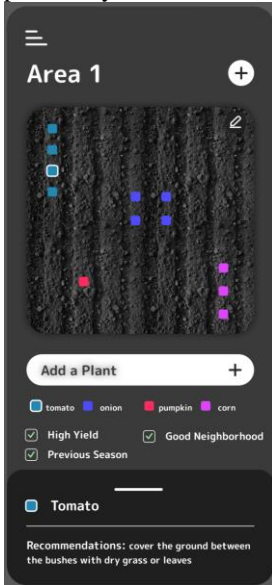 Area 1
Add a Plant
tomato onion pumpkin corn
High Yield Good Neighborhood
Previous Season
Tomato
Recommendations: cover the ground between
the bushes with dry grass or leaves